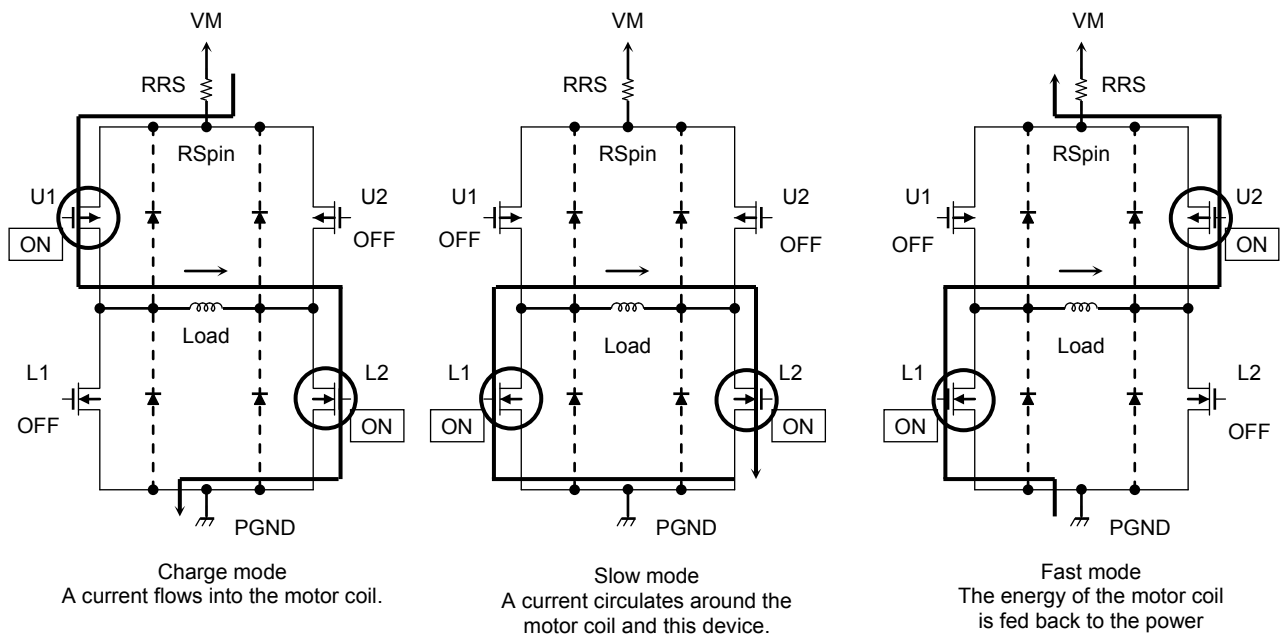 VM
RRS
RSpin
U1
U2
ON
OFF
Load
L1
L2
OFF
ON
PGND
Charge mode
A current flows into the motor coil.
VM
RRS
RSpin
U1
U2
OFF
OFF
Load
L1
L2
ON
ON
PGND
Slow mode
A current circulates around the
motor coil and this device.
VM
RRS
RSpin
U1
U2
OFF
ON
Load
L1
L2
ON
OFF
PGND
Fast mode
The energy of the motor coil
is fed back to the power